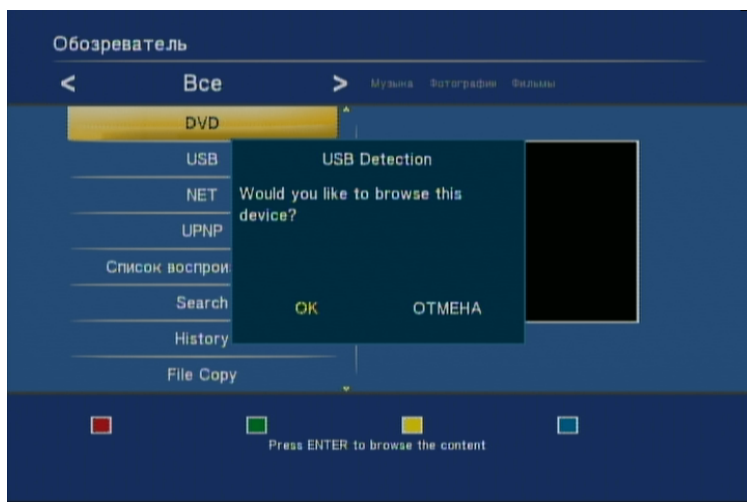 Обозреватель
< Все > Музыка Фотографии Фильмы
DVD
USB
NET
UPNP
Список воспрои
Search
History
File Copy
USB Detection
Would you like to browse this
device?
OK ОТМЕНА
Press ENTER to browse the content